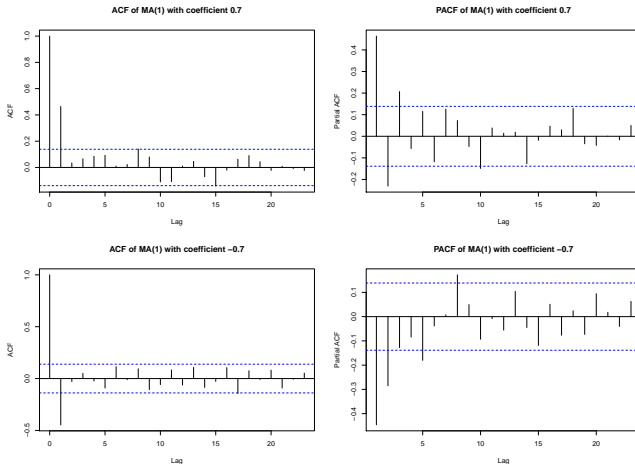 ACF of MA(1) with coefficient 0.7
ACF
0.0 0.2 0.4 0.6 0.8 1.0
0 5 10 15 20
Lag
PACF of MA(1) with coefficient 0.7
Partial ACF
−0.2 −0.1 0.0 0.1 0.2 0.3 0.4
5 10 15 20
Lag
ACF of MA(1) with coefficient −0.7
ACF
−0.5 0.0 0.5 1.0
0 5 10 15 20
Lag
PACF of MA(1) with coefficient −0.7
Partial ACF
−0.4 −0.3 −0.2 −0.1 0.0 0.1
5 10 15 20
Lag